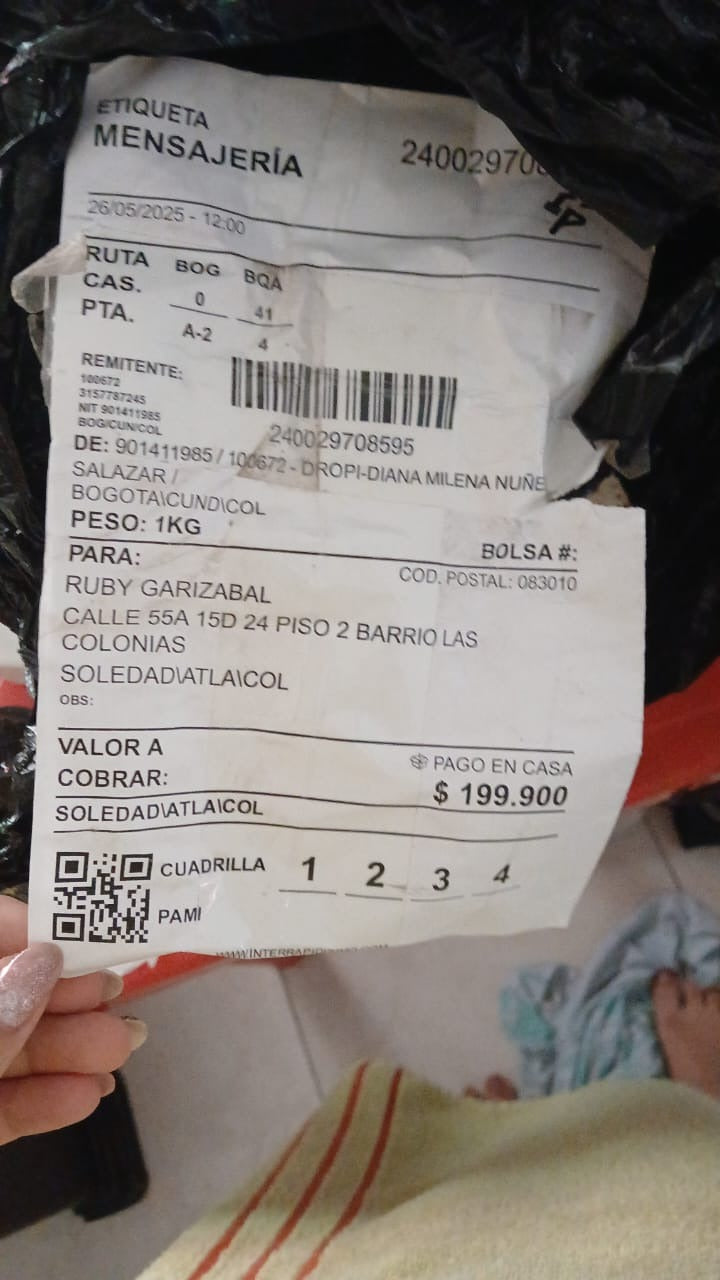 ETIQUETA
MENSAJERÍA
24002970
26/05/2025 - 12:00
RUTA BOG BQA
CAS. 0 41
PTA. A-2 4
REMITENTE:
100672
3157787245
NIT 901411985
BOG\CUN\COL
240029708595
DE: 901411985 / 100672 - DROPI-DIANA MILENA NUÑE
SALAZAR /
BOGOTA\CUND\COL
PESO: 1KG
BOLSA #:
PARA:
COD. POSTAL: 083010
RUBY GARIZABAL
CALLE 55A 15D 24 PISO 2 BARRIO LAS
COLONIAS
SOLEDAD\ATLA\COL
OBS:
VALOR A
COBRAR:
PAGO EN CASA
$ 199.900
SOLEDAD\ATLA\COL
CUADRILLA 1 2 3 4
PAMI